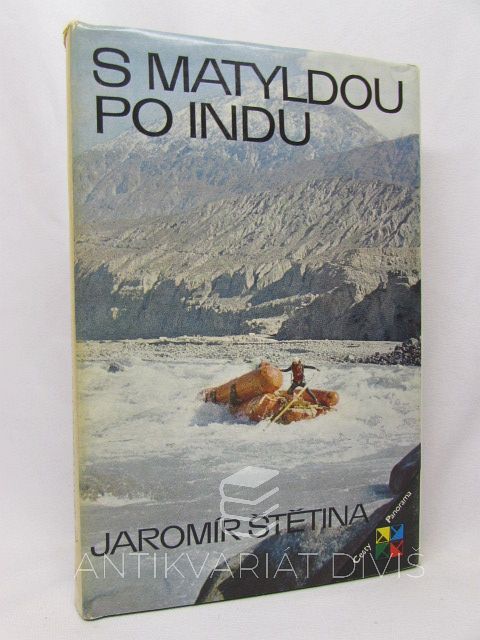 S MATYLDOU
PO INDU
JAROMÍR ŠTĚTINA
Cesty
Panorama
ANTIKVARIÁT DIVIŠ